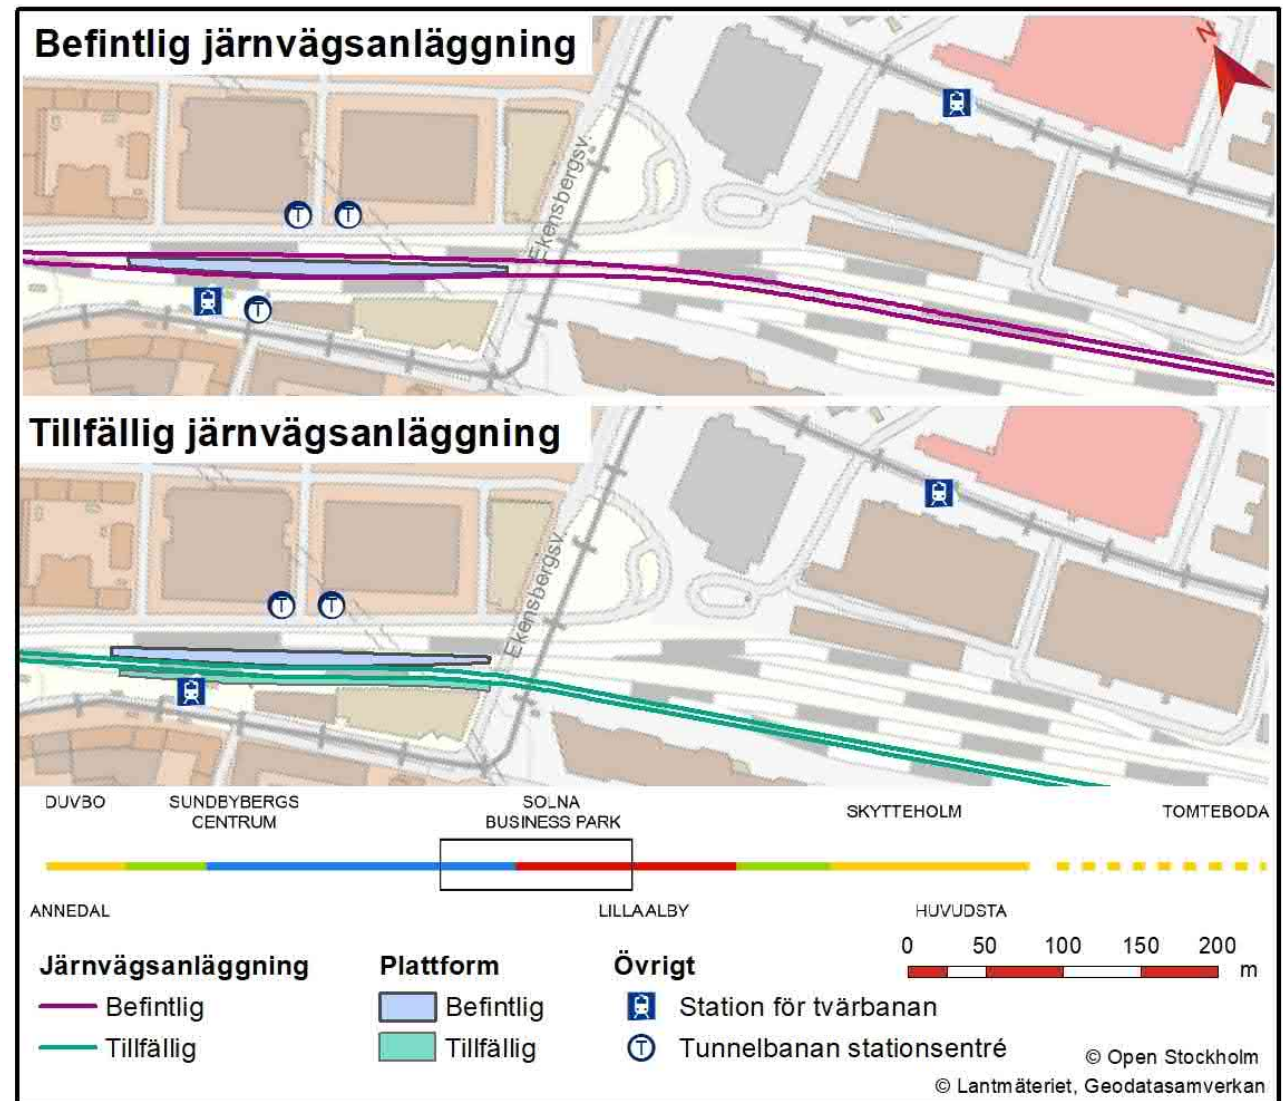 Befintlig järnvägsanläggning
N
T T
Ekensbergsv.
T
Tillfällig järnvägsanläggning
T T
Ekensbergsv.
DUVBO SUNDBYBERGS CENTRUM SOLNA BUSINESS PARK SKYTTEHOLM TOMTEBODA
ANNEDAL LILLA ALBY HUVUDSTA
Järnvägsanläggning
Befintlig
Tillfällig
Plattform
Befintlig
Tillfällig
Övrigt
Station för tvärbanan
T Tunnelbanan stationsentré
0 50 100 150 200
m
© Open Stockholm
© Lantmäteriet, Geodatasamverkan